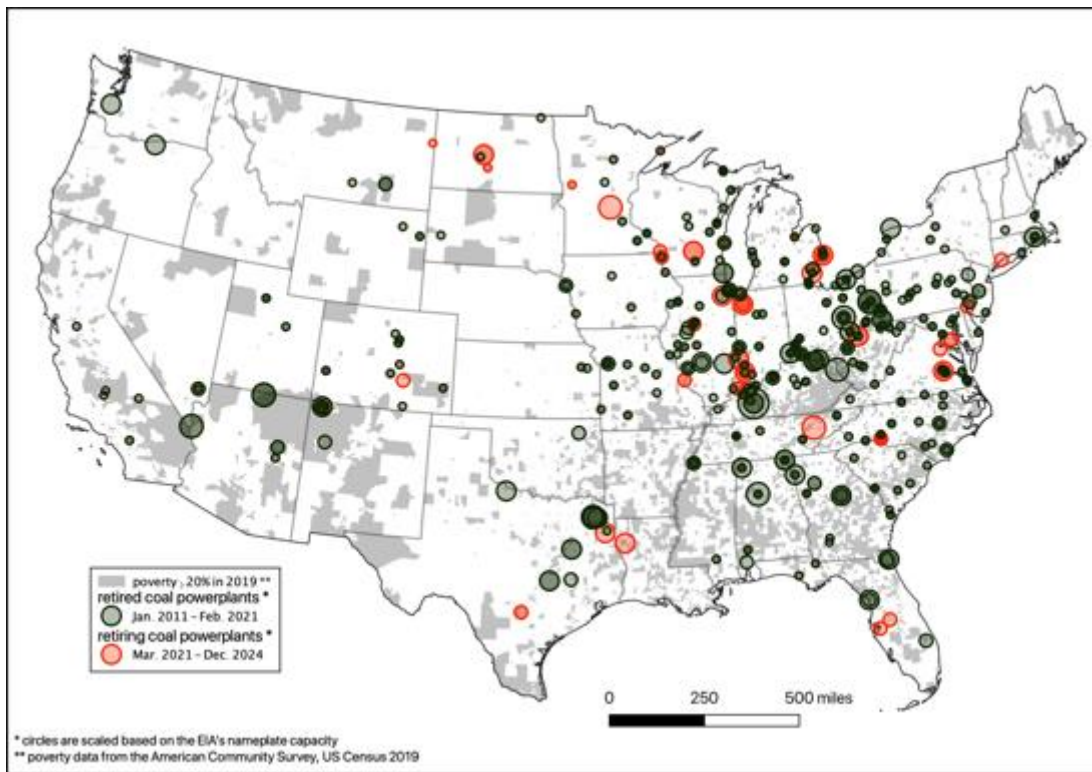 poverty ≥ 20% in 2019 **
retired coal powerplants *
Jan. 2011 – Feb. 2021
retiring coal powerplants *
Mar. 2021 – Dec. 2024
0 250 500 miles
* circles are scaled based on the EIA's nameplate capacity
** poverty data from the American Community Survey, US Census 2019